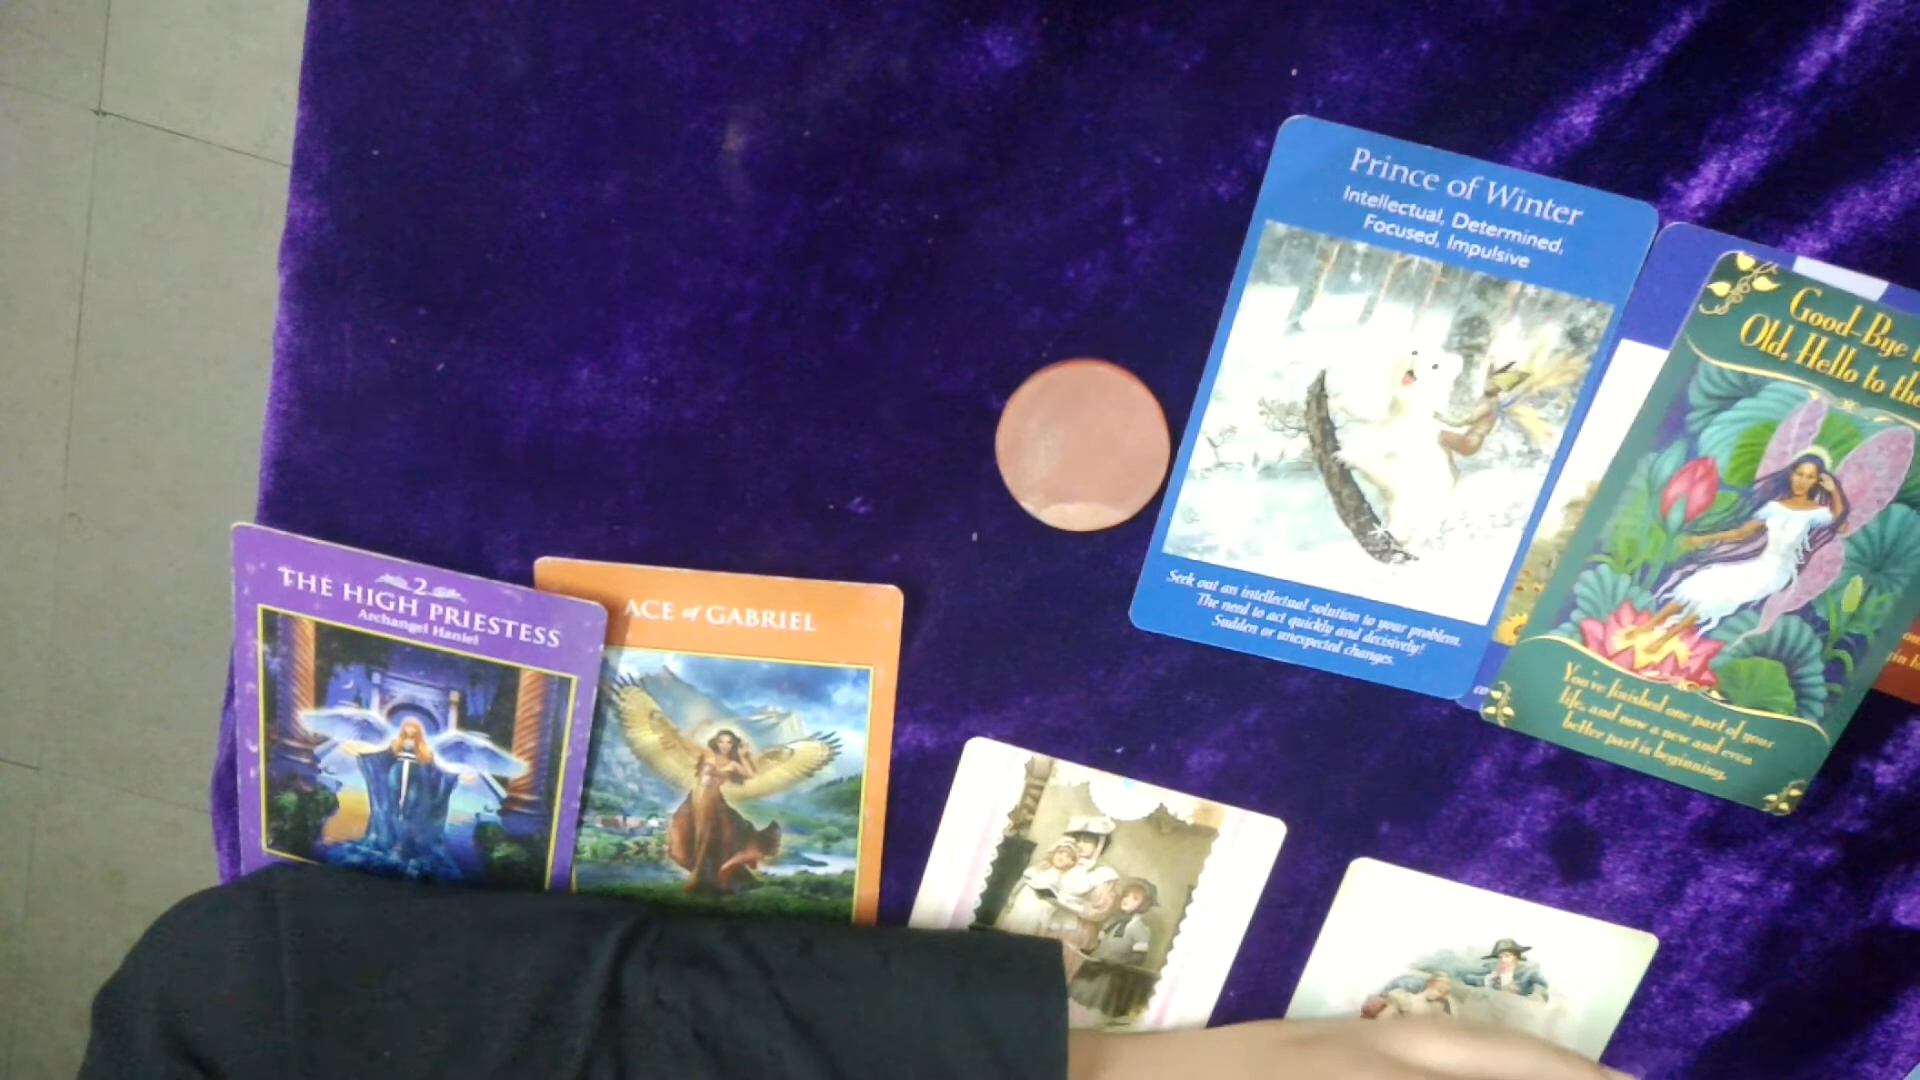 Prince of Winter
Intellectual, Determined,
Focused, Impulsive
Seek out an intellectual solution to your problem.
The need to act quickly and decisively!
Sudden or unexpected changes.
Good-Bye
Old, Hello to the
You've finished one part of your
life, and now a new and even
better part is beginning.
2
THE HIGH PRIESTESS
Archangel Haniel
ACE of GABRIEL